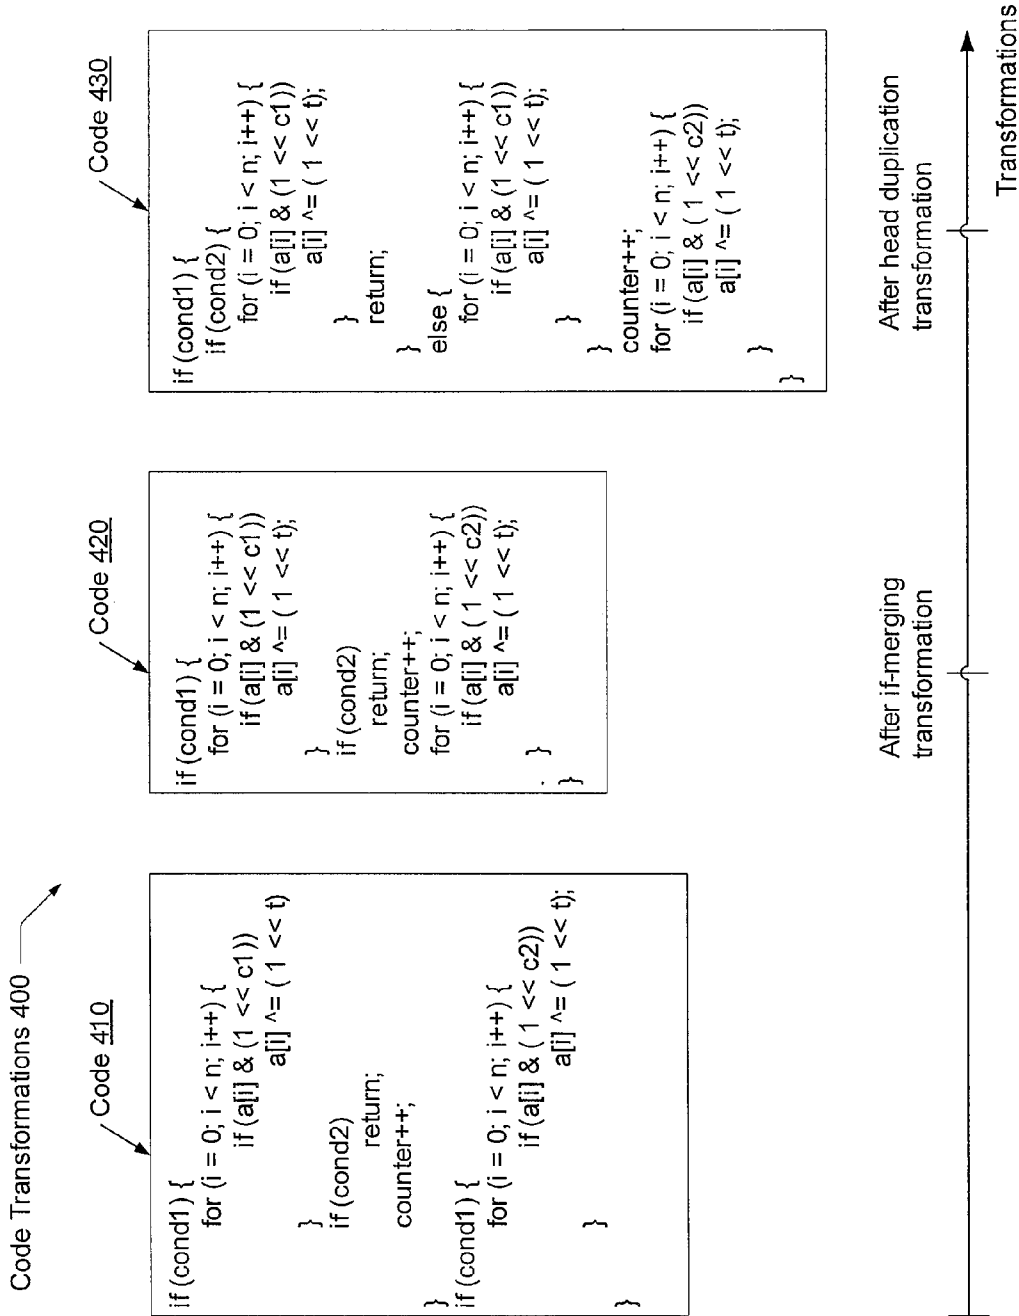 Code Transformations 400
Code 410
if (cond1) {
for (i = 0; i < n; i++) {
if (a[i] & (1 << c1))
a[i] ^= ( 1 << t)
}
if (cond2)
return;
counter++;
}
if (cond1) {
for (i = 0; i < n; i++) {
if (a[i] & ( 1 << c2))
a[i] ^= ( 1 << t);
}
}
Code 420
if (cond1) {
for (i = 0; i < n; i++) {
if (a[i] & (1 << c1))
a[i] ^= ( 1 << t);
}
if (cond2)
return;
counter++;
for (i = 0; i < n; i++) {
if (a[i] & ( 1 << c2))
a[i] ^= ( 1 << t);
}
}
Code 430
if (cond1) {
if (cond2) {
for (i = 0; i < n; i++) {
if (a[i] & (1 << c1))
a[i] ^= ( 1 << t);
}
return;
}
else {
for (i = 0; i < n; i++) {
if (a[i] & (1 << c1))
a[i] ^= ( 1 << t);
}
}
counter++;
for (i = 0; i < n; i++) {
if (a[i] & ( 1 << c2))
a[i] ^= ( 1 << t);
}
}
After if-merging
transformation
After head duplication
transformation
Transformations